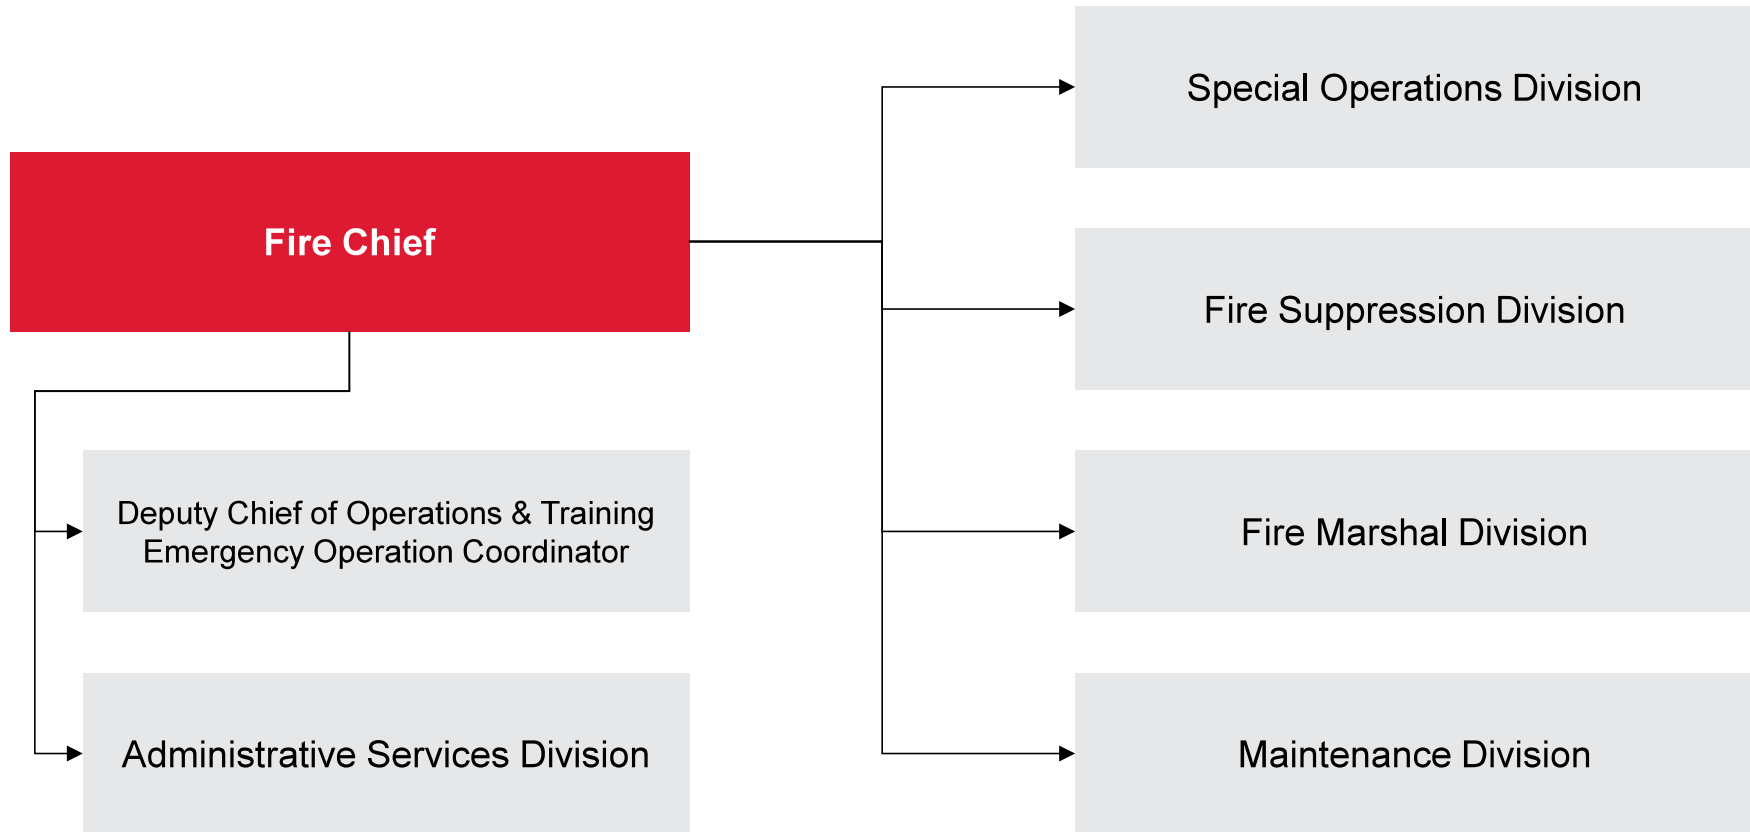 Fire Chief
Deputy Chief of Operations & Training
Emergency Operation Coordinator
Administrative Services Division
Special Operations Division
Fire Suppression Division
Fire Marshal Division
Maintenance Division